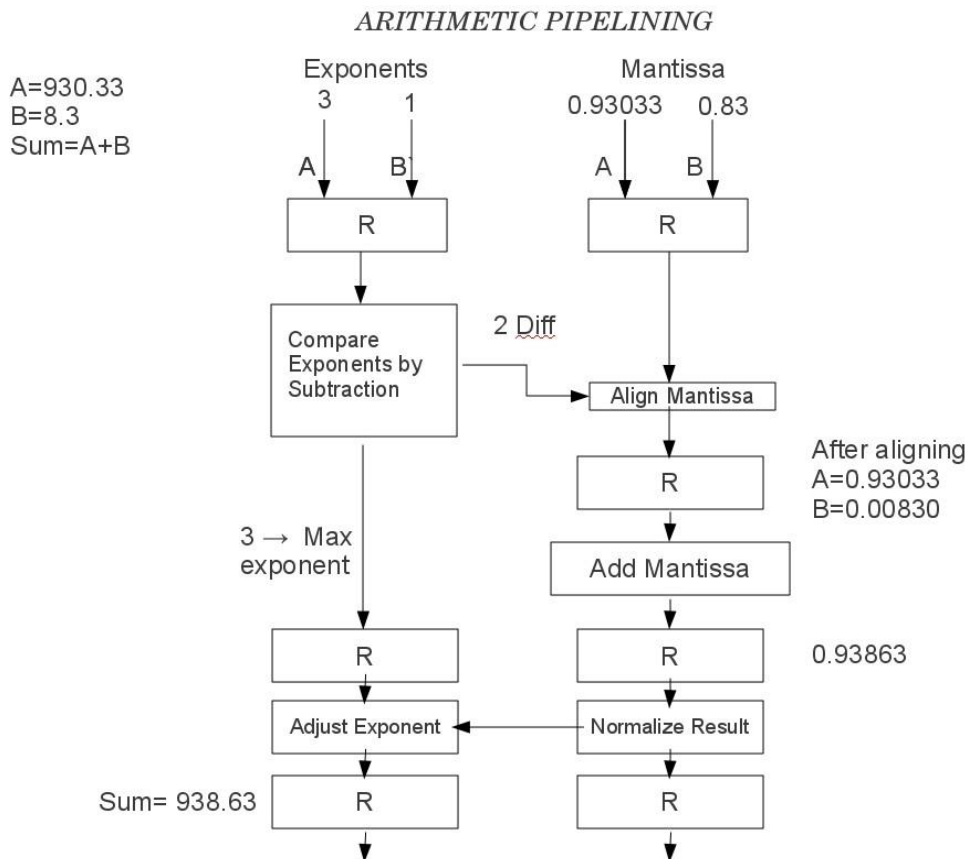 ARITHMETIC PIPELINING
Exponents
Mantissa
A=930.33
B=8.3
Sum=A+B
3
1
0.93033
0.83
A
B`
A
B
R
R
2 Diff
Compare
Exponents by
Subtraction
Align Mantissa
After aligning
A=0.93033
B=0.00830
R
3 → Max
exponent
Add Mantissa
R
R
0.93863
Adjust Exponent
Normalize Result
Sum= 938.63
R
R